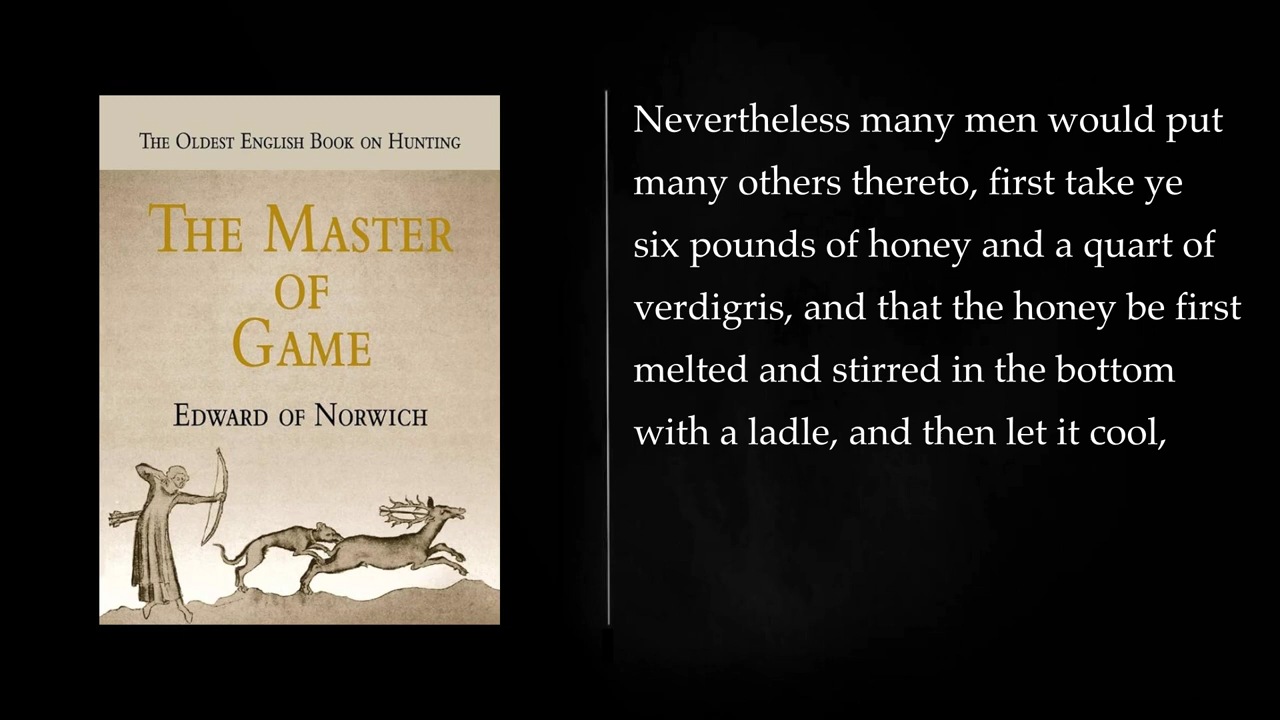 The Oldest English Book on Hunting
The Master
of
Game
Edward of Norwich
Nevertheless many men would put
many others thereto, first take ye
six pounds of honey and a quart of
verdigris, and that the honey be first
melted and stirred in the bottom
with a ladle, and then let it cool,